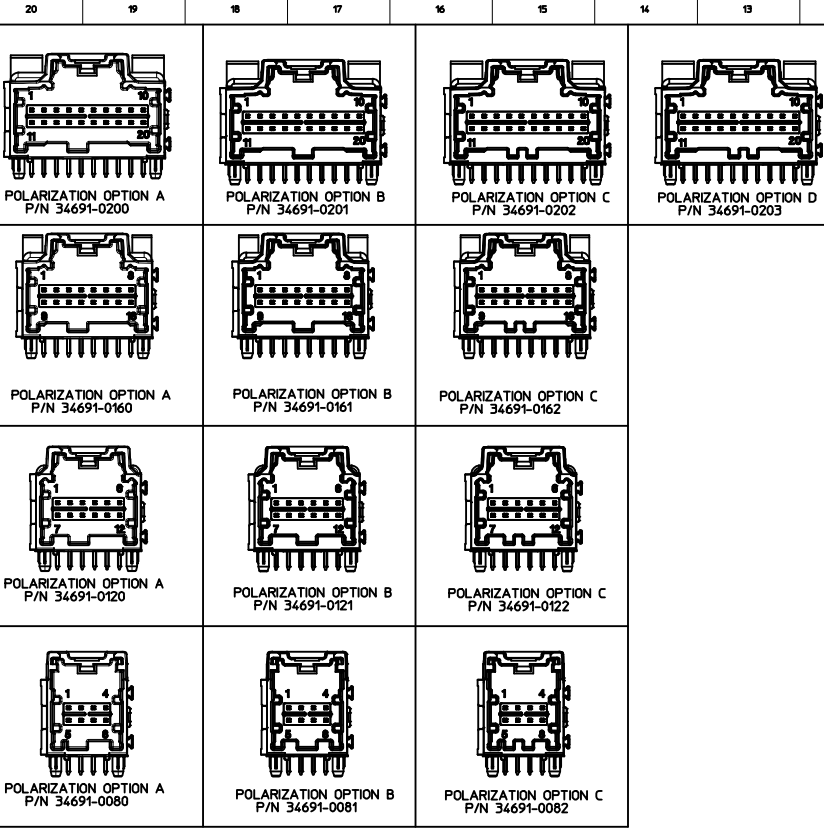 20 19 18 17 16 15 14 13
1 10
11 20
POLARIZATION OPTION A
P/N 34691-0200
1 10
11 20
POLARIZATION OPTION B
P/N 34691-0201
1 10
11 20
POLARIZATION OPTION C
P/N 34691-0202
1 10
11 20
POLARIZATION OPTION D
P/N 34691-0203
1 8
9 16
POLARIZATION OPTION A
P/N 34691-0160
1 8
9 16
POLARIZATION OPTION B
P/N 34691-0161
1 8
9 16
POLARIZATION OPTION C
P/N 34691-0162
1 6
7 12
POLARIZATION OPTION A
P/N 34691-0120
1 6
7 12
POLARIZATION OPTION B
P/N 34691-0121
1 6
7 12
POLARIZATION OPTION C
P/N 34691-0122
1 4
5 8
POLARIZATION OPTION A
P/N 34691-0080
1 4
5 8
POLARIZATION OPTION B
P/N 34691-0081
1 4
5 8
POLARIZATION OPTION C
P/N 34691-0082